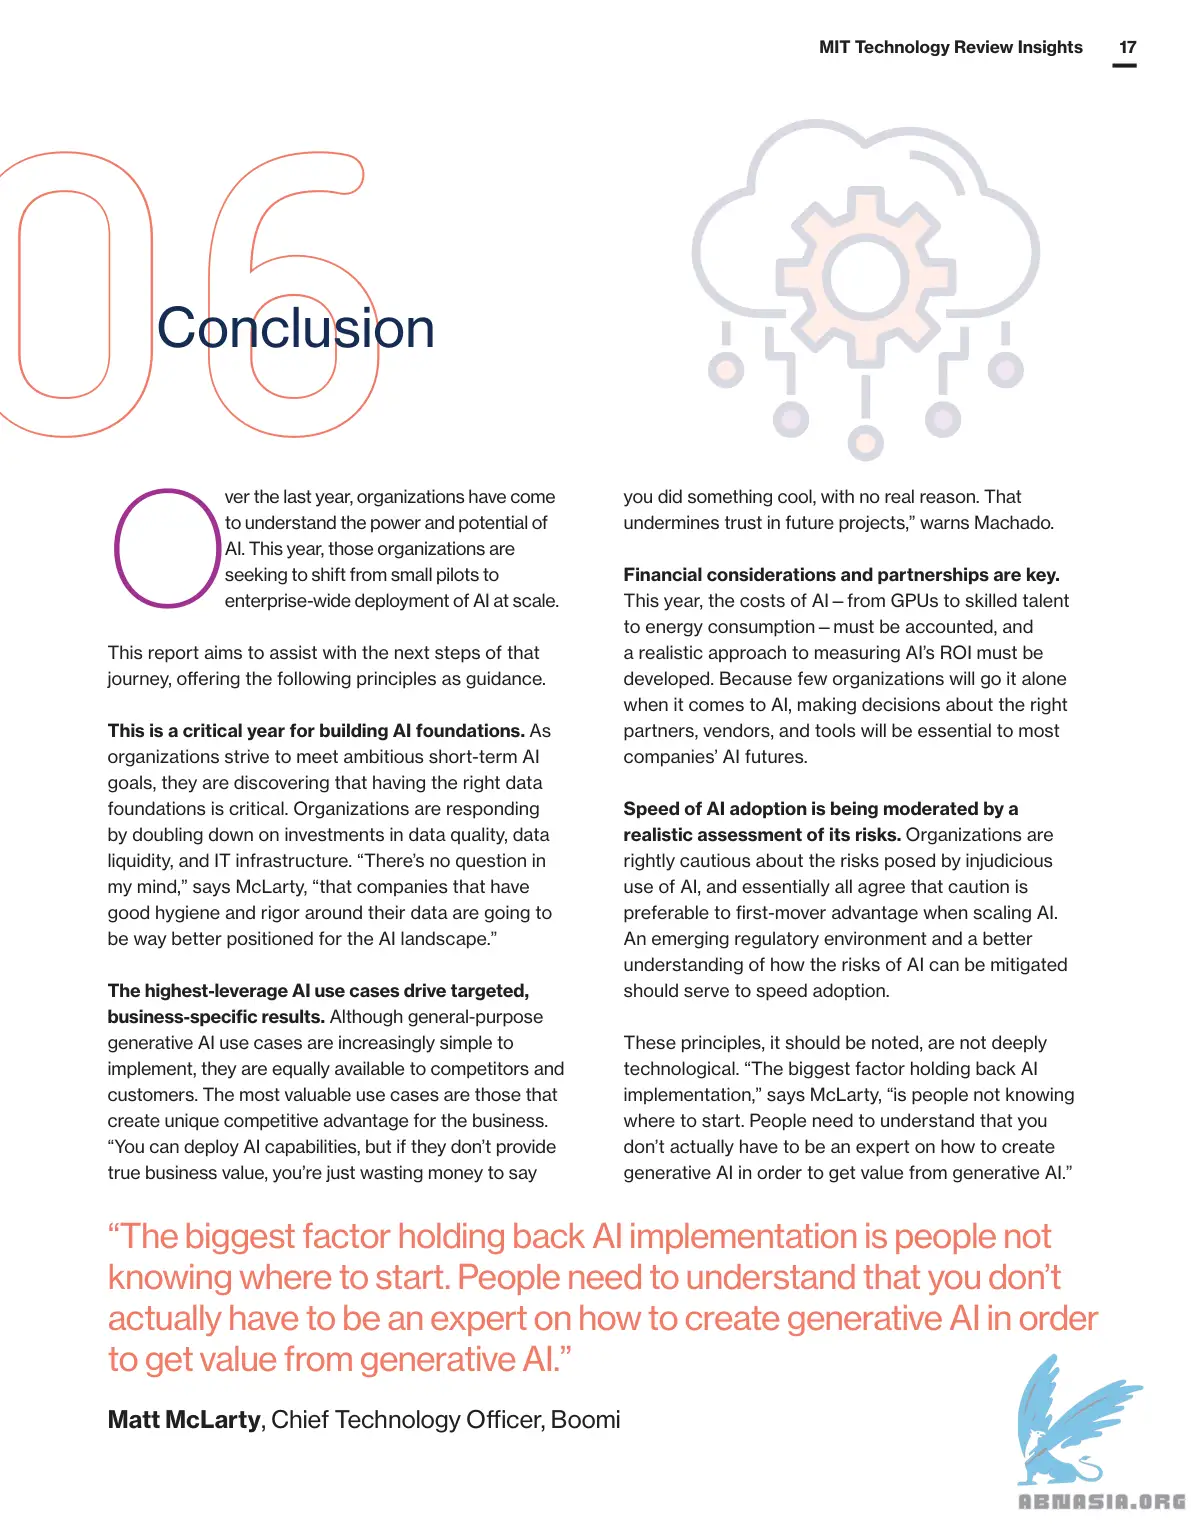 MIT Technology Review Insights 17
06
Conclusion
Over the last year, organizations have come
to understand the power and potential of
AI. This year, those organizations are
seeking to shift from small pilots to
enterprise-wide deployment of AI at scale.
This report aims to assist with the next steps of that
journey, offering the following principles as guidance.
This is a critical year for building AI foundations. As
organizations strive to meet ambitious short-term AI
goals, they are discovering that having the right data
foundations is critical. Organizations are responding
by doubling down on investments in data quality, data
liquidity, and IT infrastructure. “There’s no question in
my mind,” says McLarty, “that companies that have
good hygiene and rigor around their data are going to
be way better positioned for the AI landscape.”
The highest-leverage AI use cases drive targeted,
business-specific results. Although general-purpose
generative AI use cases are increasingly simple to
implement, they are equally available to competitors and
customers. The most valuable use cases are those that
create unique competitive advantage for the business.
“You can deploy AI capabilities, but if they don’t provide
true business value, you’re just wasting money to say
you did something cool, with no real reason. That
undermines trust in future projects,” warns Machado.
Financial considerations and partnerships are key.
This year, the costs of AI—from GPUs to skilled talent
to energy consumption—must be accounted, and
a realistic approach to measuring AI’s ROI must be
developed. Because few organizations will go it alone
when it comes to AI, making decisions about the right
partners, vendors, and tools will be essential to most
companies’ AI futures.
Speed of AI adoption is being moderated by a
realistic assessment of its risks. Organizations are
rightly cautious about the risks posed by injudicious
use of AI, and essentially all agree that caution is
preferable to first-mover advantage when scaling AI.
An emerging regulatory environment and a better
understanding of how the risks of AI can be mitigated
should serve to speed adoption.
These principles, it should be noted, are not deeply
technological. “The biggest factor holding back AI
implementation,” says McLarty, “is people not knowing
where to start. People need to understand that you
don’t actually have to be an expert on how to create
generative AI in order to get value from generative AI.”
“The biggest factor holding back AI implementation is people not
knowing where to start. People need to understand that you don’t
actually have to be an expert on how to create generative AI in order
to get value from generative AI.”
Matt McLarty, Chief Technology Officer, Boomi
ABNASIA.ORG